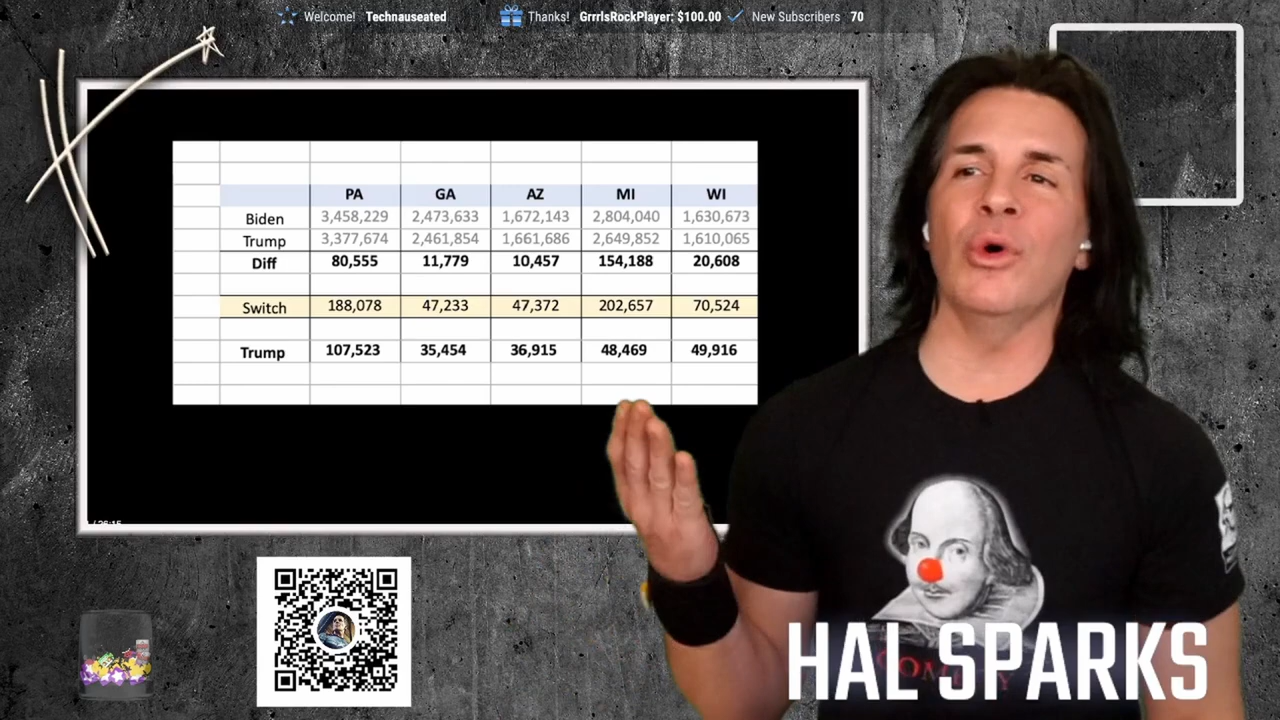 Welcome! Technauseated Thanks! GrrrlsRockPlayer: $100.00 New Subscribers 70
PA GA AZ MI WI
Biden 3,458,229 2,473,633 1,672,143 2,804,040 1,630,673
Trump 3,377,674 2,461,854 1,661,686 2,649,852 1,610,065
Diff 80,555 11,779 10,457 154,188 20,608
Switch 188,078 47,233 47,372 202,657 70,524
Trump 107,523 35,454 36,915 48,469 49,916
HAL SPARKS